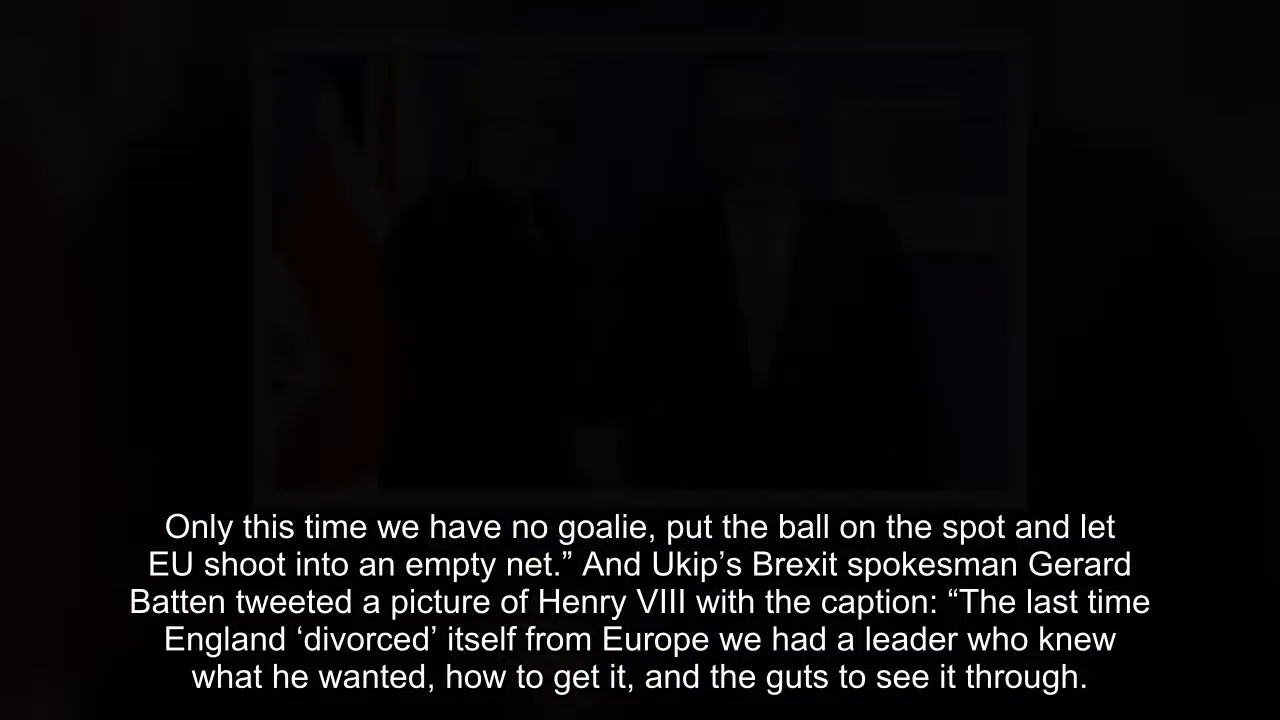 Only this time we have no goalie, put the ball on the spot and let
EU shoot into an empty net.” And Ukip’s Brexit spokesman Gerard
Batten tweeted a picture of Henry VIII with the caption: “The last time
England ‘divorced’ itself from Europe we had a leader who knew
what he wanted, how to get it, and the guts to see it through.